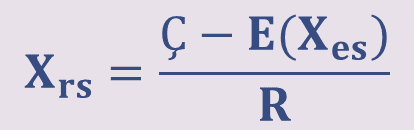 X_rs = (Ç − E(X_es)) / R